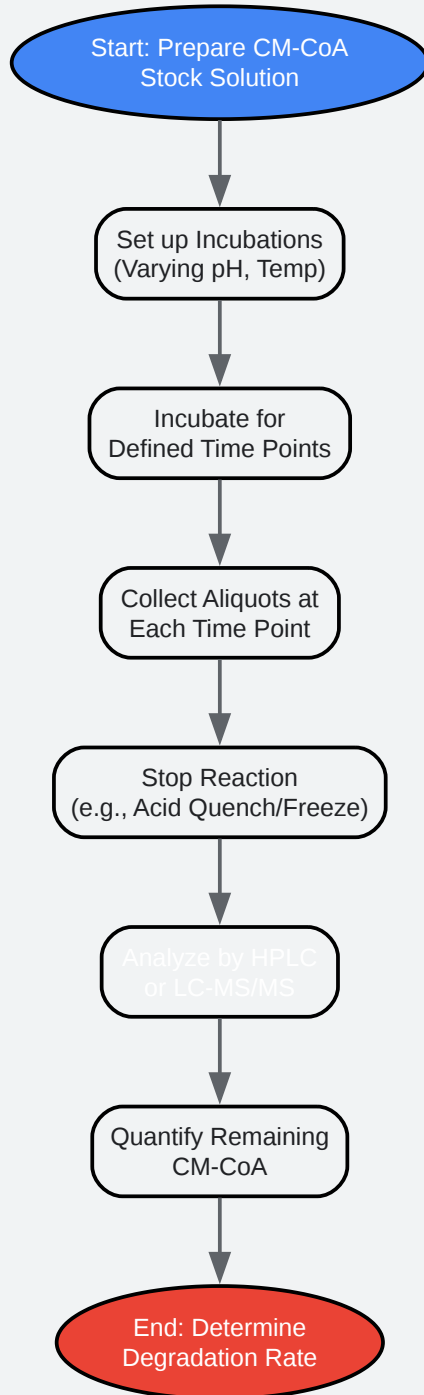 Start: Prepare CM-CoA
Stock Solution
Set up Incubations
(Varying pH, Temp)
Incubate for
Defined Time Points
Collect Aliquots at
Each Time Point
Stop Reaction
(e.g., Acid Quench/Freeze)
Analyze by HPLC
or LC-MS/MS
Quantify Remaining
CM-CoA
End: Determine
Degradation Rate